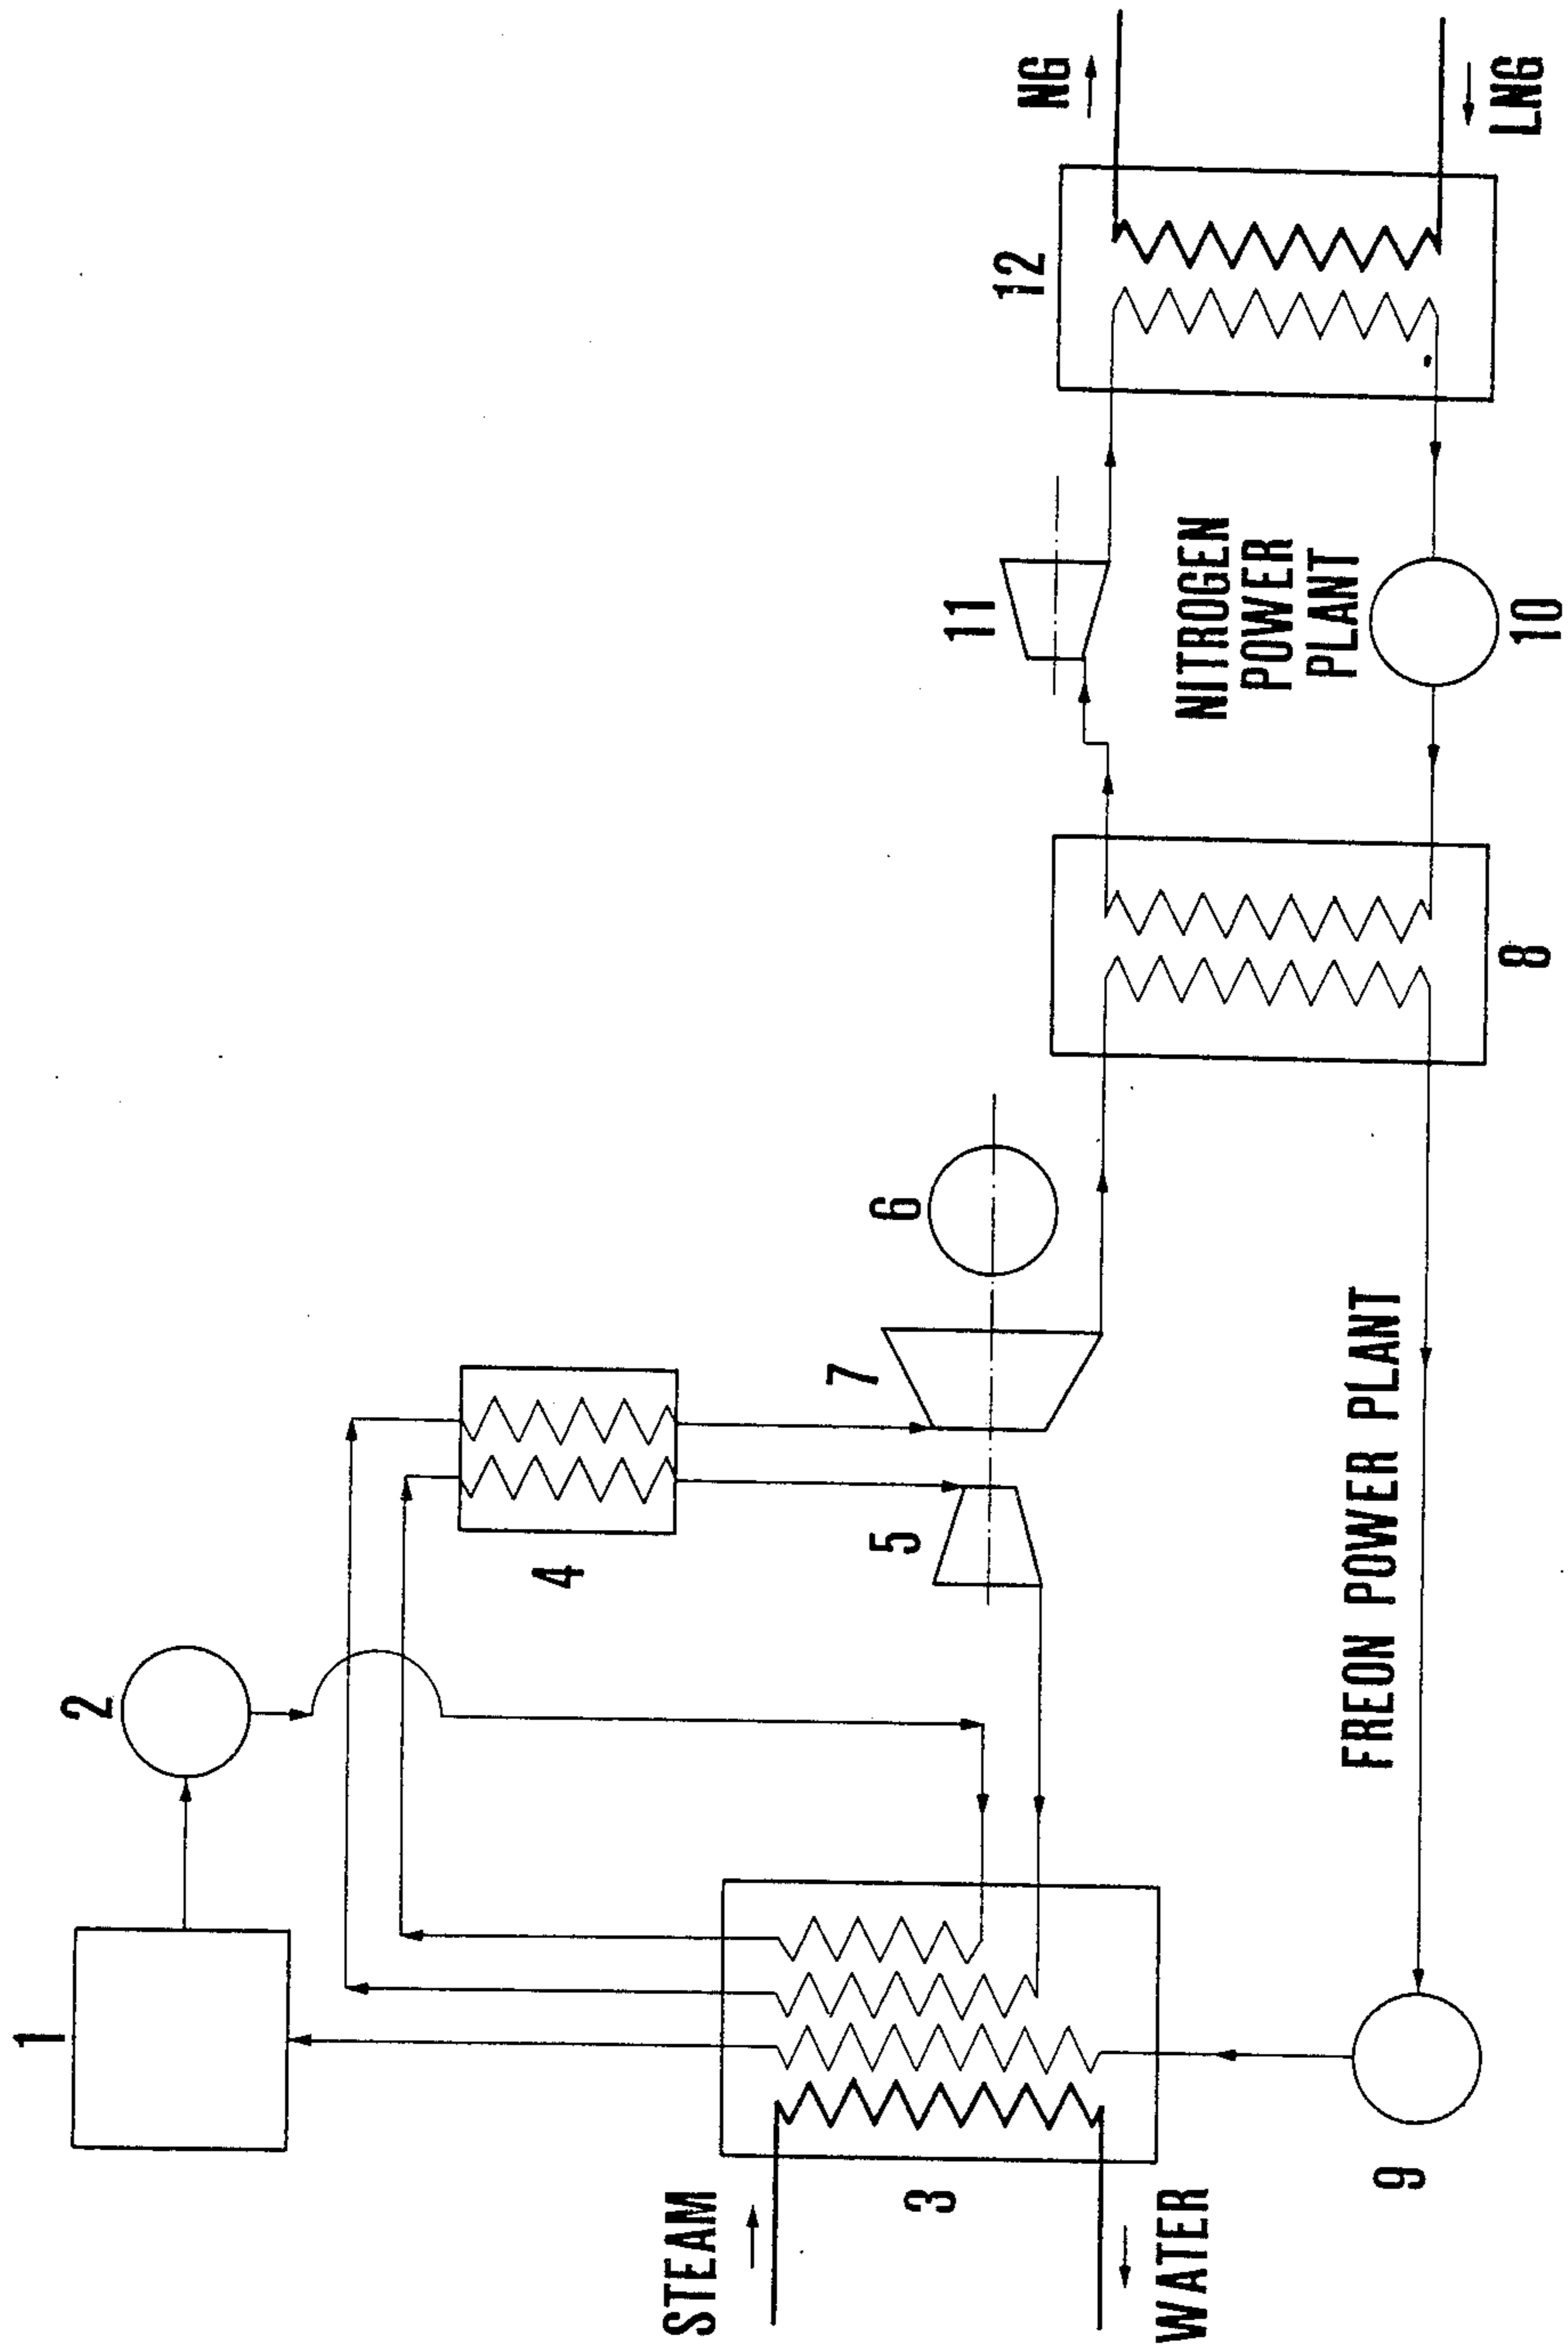 1
2
STEAM
3
WATER
4
5
7
6
9
FREON POWER PLANT
8
11
NITROGEN
POWER
PLANT
10
12
NG
LNG